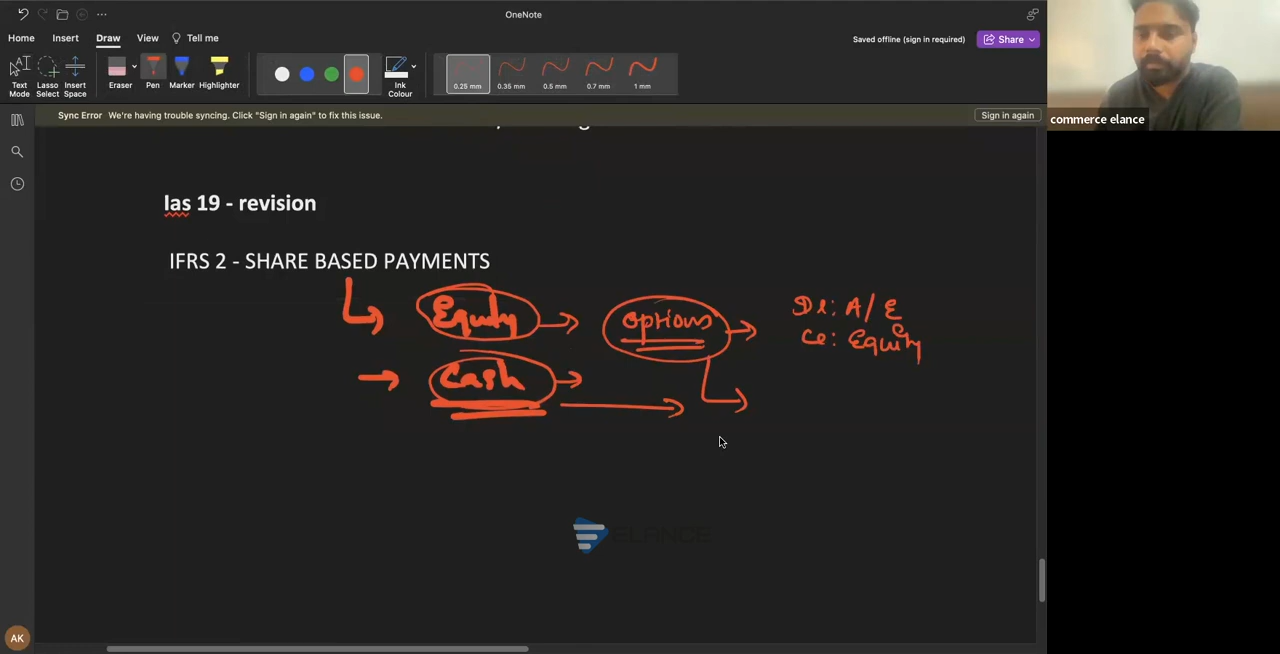 OneNote
Home Insert Draw View Tell me
Saved offline (sign in required)
Share
Text Mode
Lasso Select
Insert Space
Eraser
Pen
Marker
Highlighter
Ink Colour
0.25 mm
0.35 mm
0.5 mm
0.7 mm
1 mm
commerce elance
Sync Error We're having trouble syncing. Click "Sign in again" to fix this issue.
Sign in again
Ias 19 - revision
IFRS 2 - SHARE BASED PAYMENTS
Equity
options
Dr: A/E
Cr: Equity
Cash
ELANCE
AK